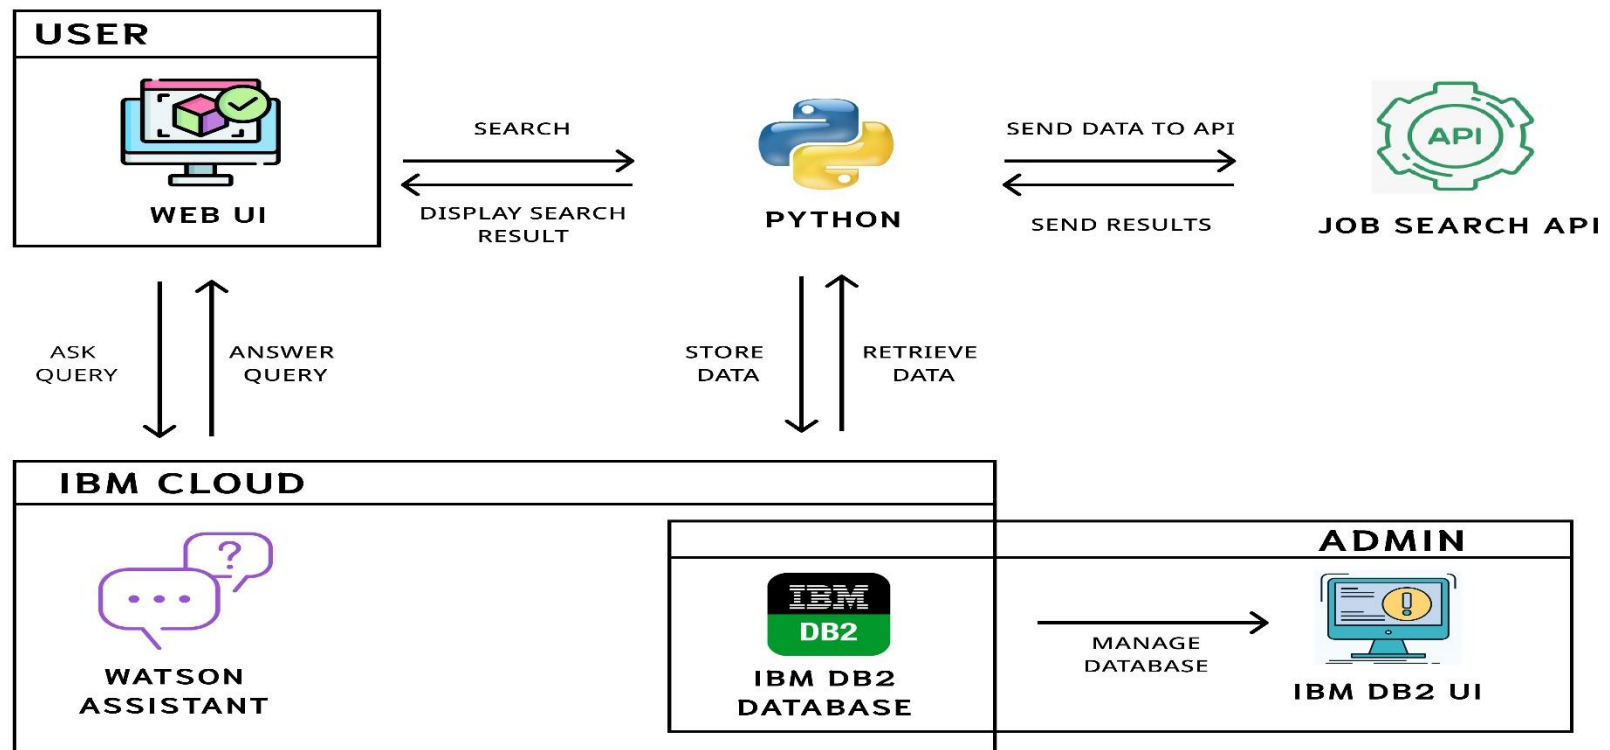 USER
WEB UI
SEARCH
DISPLAY SEARCH
RESULT
PYTHON
SEND DATA TO API
SEND RESULTS
API
JOB SEARCH API
ASK
QUERY
ANSWER
QUERY
STORE
DATA
RETRIEVE
DATA
IBM CLOUD
?
WATSON
ASSISTANT
ADMIN
IBM
DB2
IBM DB2
DATABASE
MANAGE
DATABASE
!
IBM DB2 UI